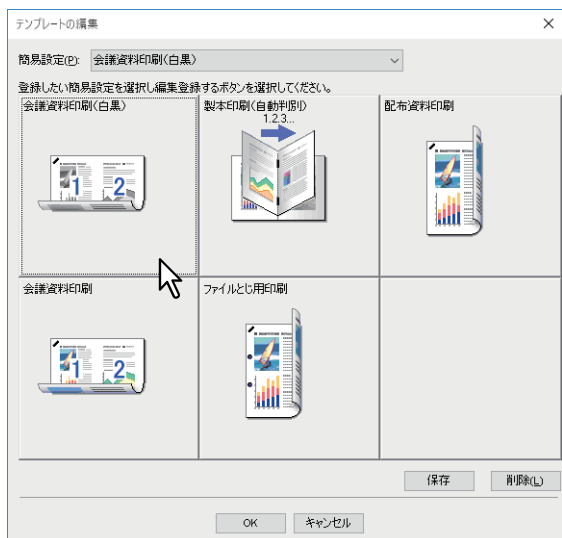 テンプレートの編集
簡易設定(P): 会議資料印刷(白黒)
登録したい簡易設定を選択し編集登録するボタンを選択してください。
会議資料印刷(白黒)
製本印刷(自動判別)
配布資料印刷
1.2.3...
1 2
会議資料印刷
ファイルとじ用印刷
1 2
保存
削除(L)
OK
キャンセル